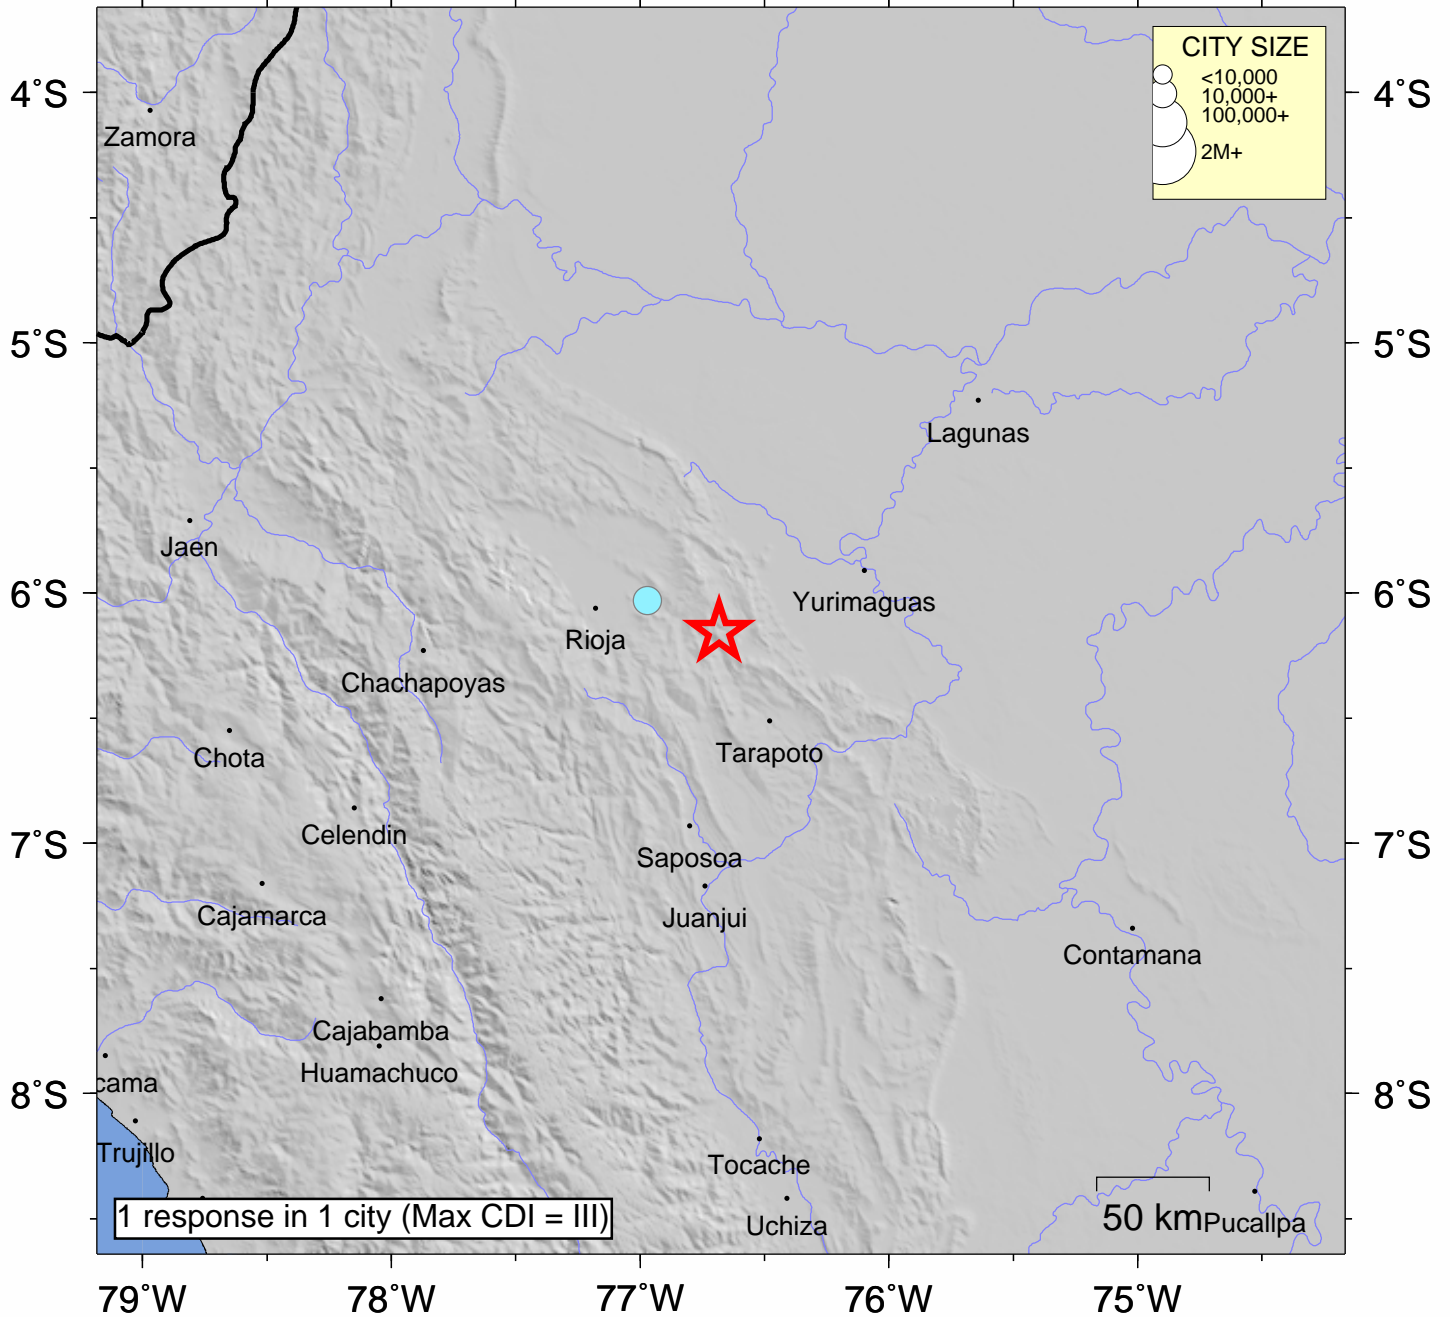 CITY SIZE
<10,000
10,000+
100,000+
2M+
4°S
4°S
Zamora
5°S
5°S
Lagunas
Jaen
6°S
6°S
Yurimaguas
Rioja
Chachapoyas
Chota
Tarapoto
Celendin
7°S
7°S
Saposoa
Cajamarca
Juanjui
Contamana
Cajabamba
Huamachuco
cama
8°S
8°S
Trujillo
Tocache
1 response in 1 city (Max CDI = III)
Uchiza
50 km
Pucallpa
79°W
78°W
77°W
76°W
75°W